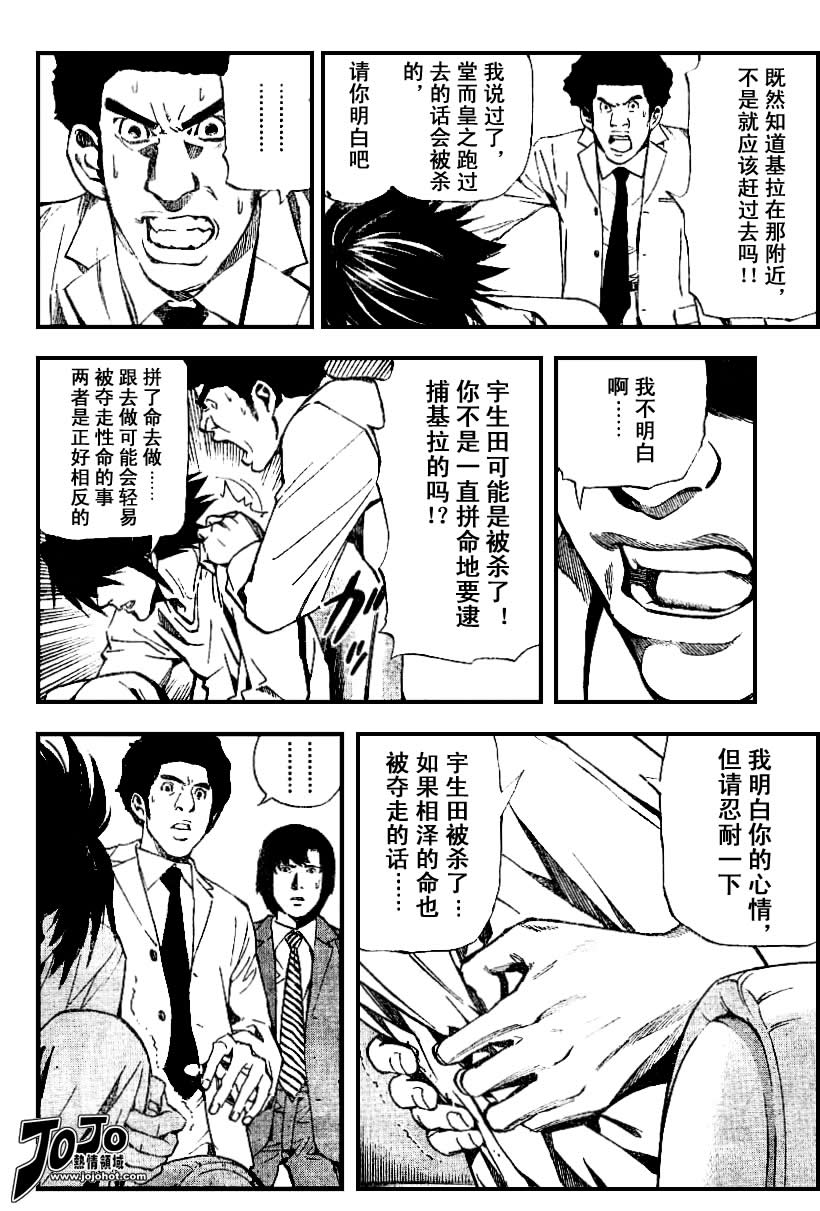 既然知道基拉在那附近，
不是就应该赶过去吗!!
我说过了，
堂而皇之跑过
去的话会被杀
的，
请你明白吧
………
………
我不明白
啊……
宇生田可能是被杀了！
你不是一直拼命地要逮
捕基拉的吗!?
拼了命去做……
跟去做可能会轻易
被夺走性命的事
两者是正好相反的
ガバッ
我明白你的心情，
但请忍耐一下
宇生田被杀了…
如果相泽的命也
被夺走的话……
………
………
JOJO
熱情領域
www.jojohot.com